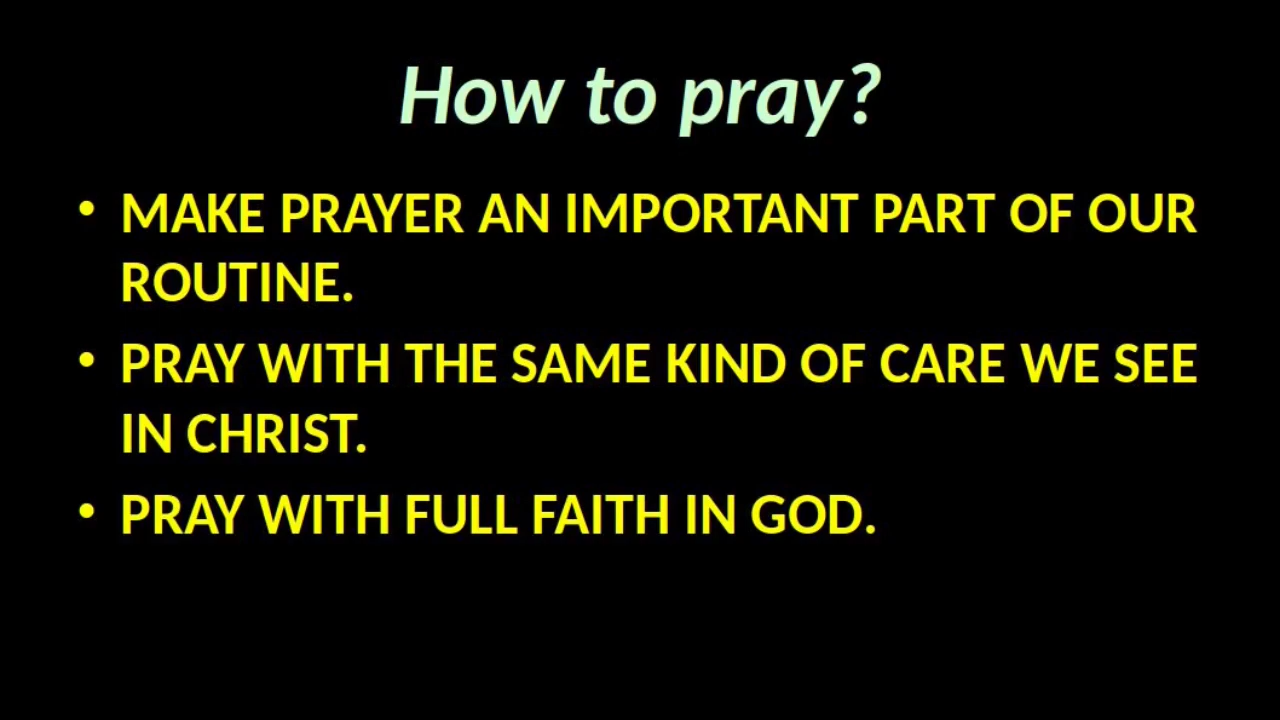 How to pray?
• MAKE PRAYER AN IMPORTANT PART OF OUR
ROUTINE.
• PRAY WITH THE SAME KIND OF CARE WE SEE
IN CHRIST.
• PRAY WITH FULL FAITH IN GOD.